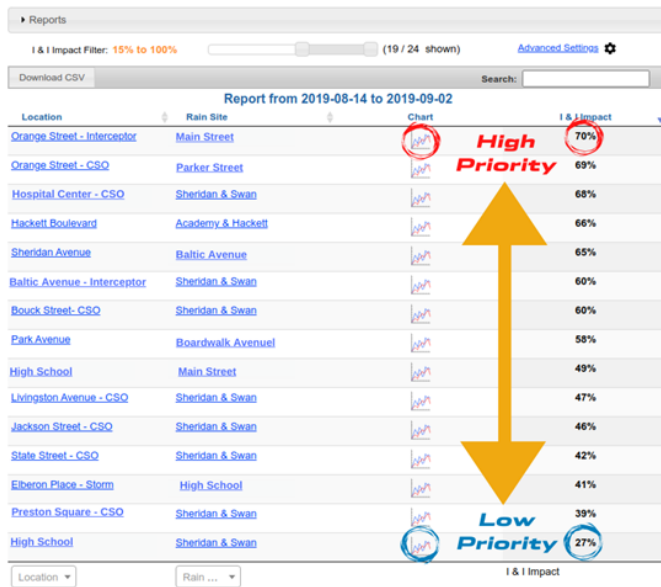 Reports
I & I Impact Filter: 15% to 100% (19 / 24 shown) Advanced Settings
Download CSV Search:
Report from 2019-08-14 to 2019-09-02
Location Rain Site Chart I & I Impact
Orange Street - Interceptor Main Street 70%
High
Orange Street - CSO Parker Street 69%
Priority
Hospital Center - CSO Sheridan & Swan 68%
Hackett Boulevard Academy & Hackett 66%
Sheridan Avenue Baltic Avenue 65%
Baltic Avenue - Interceptor Sheridan & Swan 60%
Bouck Street- CSO Sheridan & Swan 60%
Park Avenue Boardwalk Avenuel 58%
High School Main Street 49%
Livingston Avenue - CSO Sheridan & Swan 47%
Jackson Street - CSO Sheridan & Swan 46%
State Street - CSO Sheridan & Swan 42%
Elberon Place - Storm High School 41%
Preston Square - CSO Sheridan & Swan 39%
Low
High School Sheridan & Swan Priority 27%
Location Rain ... I & I Impact